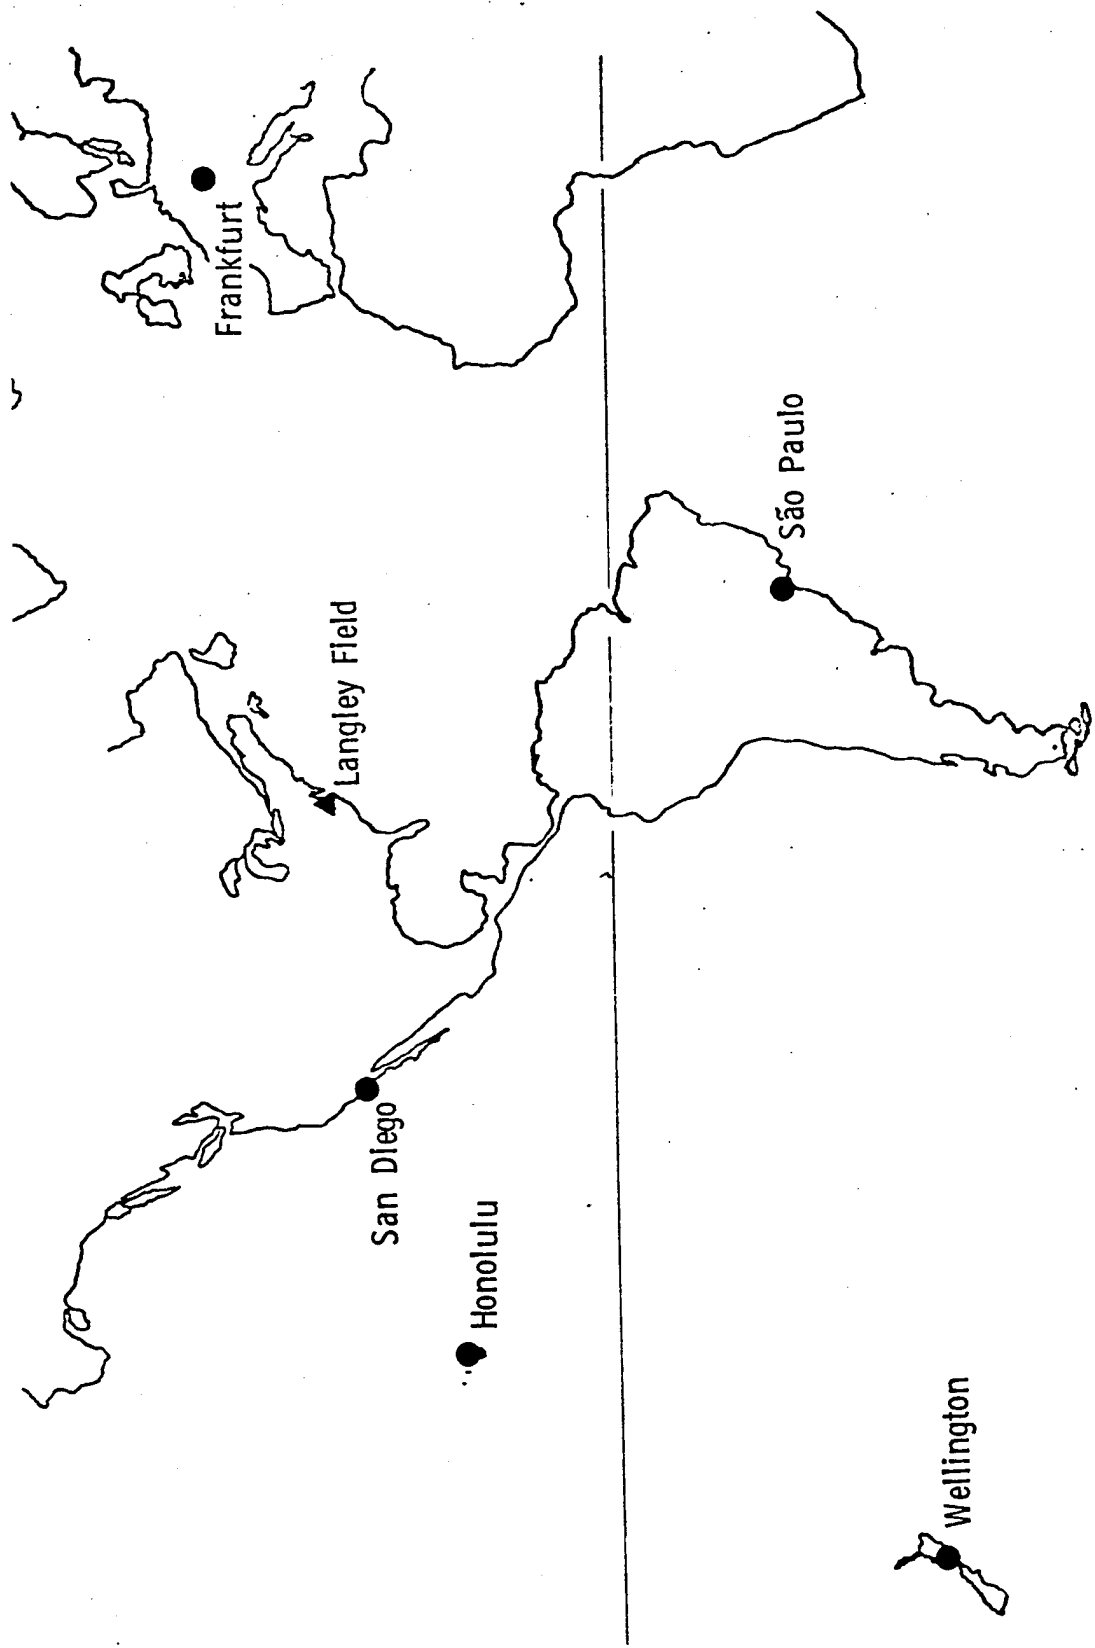 Frankfurt
Langley Field
San Diego
Honolulu
São Paulo
Wellington